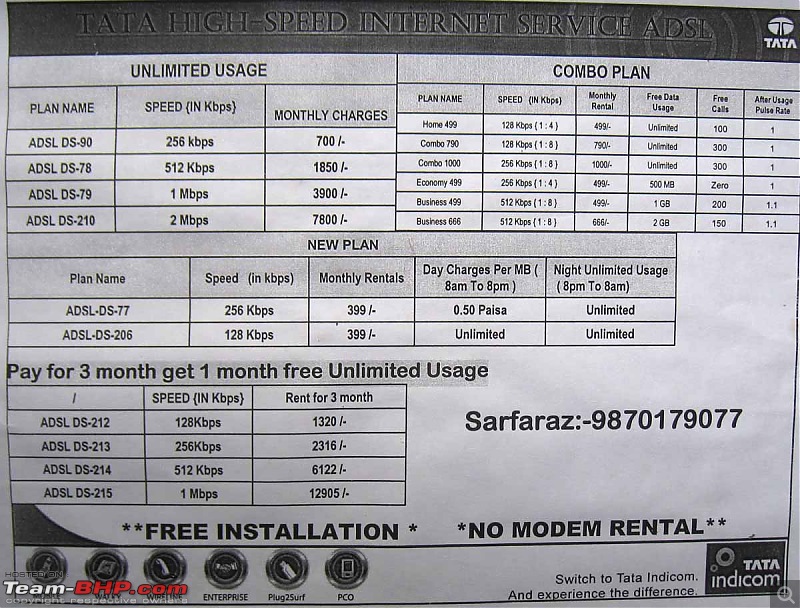 TATA HIGH-SPEED INTERNET SERVICE ADSL
TATA
UNLIMITED USAGE
PLAN NAME SPEED {IN Kbps} MONTHLY CHARGES
ADSL DS-90 256 kbps 700 /-
ADSL DS-78 512 Kbps 1850 /-
ADSL DS-79 1 Mbps 3900 /-
ADSL DS-210 2 Mbps 7800 /-
COMBO PLAN
PLAN NAME SPEED (IN Kbps) Monthly Rental Free Data Usage Free Calls After Usage Pulse Rate
Home 499 128 Kbps ( 1 : 4 ) 499/- Unlimited 100 1
Combo 790 128 Kbps ( 1 : 8 ) 790/- Unlimited 300 1
Combo 1000 256 Kbps ( 1 : 8 ) 1000/- Unlimited 300 1
Economy 499 256 Kbps ( 1 : 4 ) 499/- 500 MB Zero 1
Business 499 512 Kbps ( 1 : 8 ) 499/- 1 GB 200 1.1
Business 666 512 Kbps ( 1 : 8 ) 666/- 2 GB 150 1.1
NEW PLAN
Plan Name Speed (in kbps) Monthly Rentals Day Charges Per MB ( 8am To 8pm ) Night Unlimited Usage ( 8pm To 8am)
ADSL-DS-77 256 Kbps 399 /- 0.50 Paisa Unlimited
ADSL-DS-206 128 Kbps 399 /- Unlimited Unlimited
Pay for 3 month get 1 month free Unlimited Usage
/ SPEED {IN Kbps} Rent for 3 month
ADSL DS-212 128Kbps 1320 /-
ADSL DS-213 256Kbps 2316 /-
ADSL DS-214 512 Kbps 6122 /-
ADSL DS-215 1 Mbps 12905 /-
Sarfaraz:-9870179077
**FREE INSTALLATION * *NO MODEM RENTAL**
ENTERPRISE Plug2Surf PCO
Switch to Tata Indicom.
And experience the difference.
TATA
indicom
HOSTED ON
Team-BHP.com
copyright respective owners